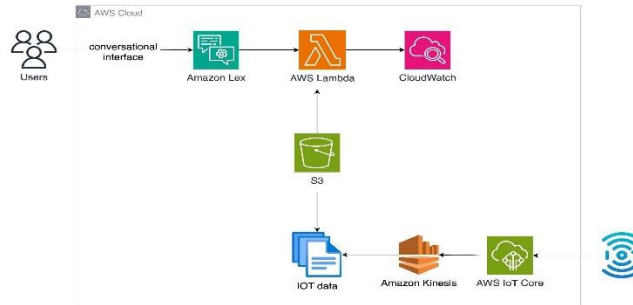 AWS Cloud
Users
conversational
interface
Amazon Lex
AWS Lambda
CloudWatch
S3
IOT data
Amazon Kinesis
AWS IoT Core